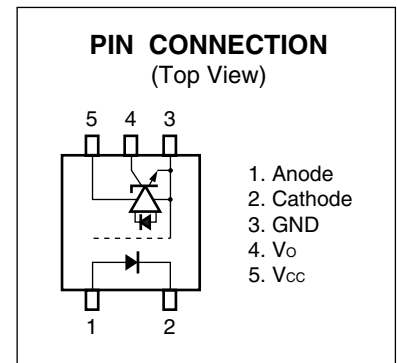 PIN CONNECTION
(Top View)
5 4 3
1. Anode
2. Cathode
3. GND
4. Vo
5. Vcc
1 2